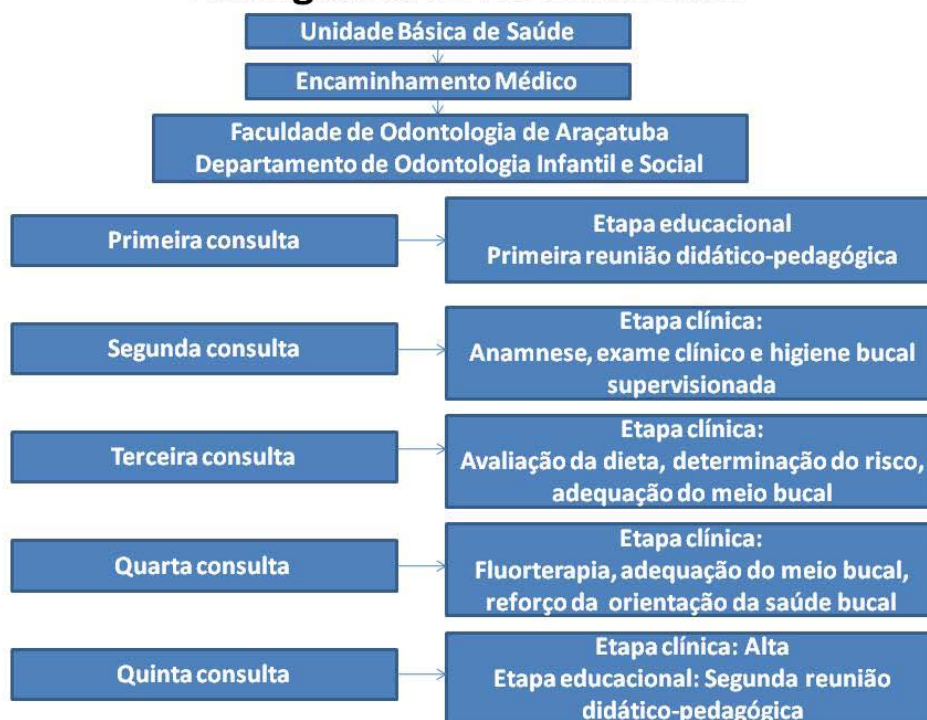 Unidade Básica de Saúde
Encaminhamento Médico
Faculdade de Odontologia de Araçatuba
Departamento de Odontologia Infantil e Social
Primeira consulta
Etapa educacional
Primeira reunião didático-pedagógica
Segunda consulta
Etapa clínica:
Anamnese, exame clínico e higiene bucal
supervisionada
Terceira consulta
Etapa clínica:
Avaliação da dieta, determinação do risco,
adequação do meio bucal
Quarta consulta
Etapa clínica:
Fluorterapia, adequação do meio bucal,
reforço da orientação da saúde bucal
Quinta consulta
Etapa clínica: Alta
Etapa educacional: Segunda reunião
didático-pedagógica